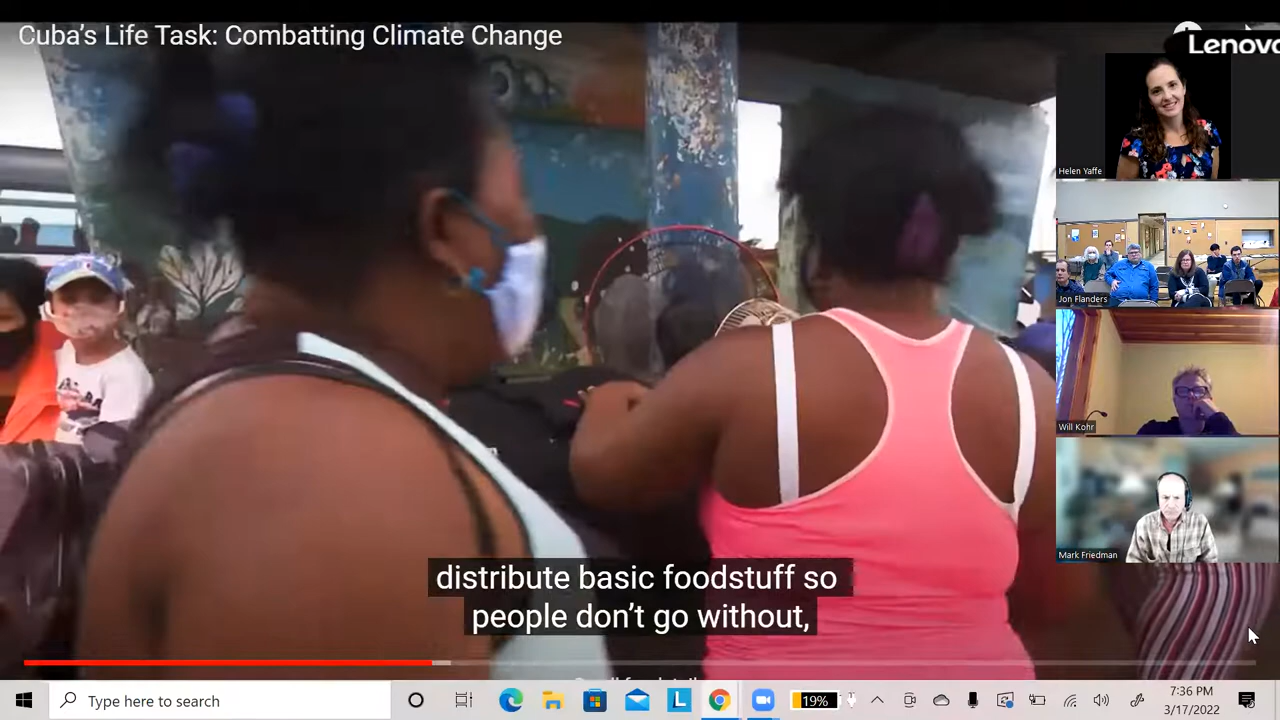 Cuba's Life Task: Combatting Climate Change
Lenovo
Helen Yaffe
Jon Flanders
Will Kohr
Mark Friedman
distribute basic foodstuff so
people don't go without,
Type here to search
19%
7:36 PM
3/17/2022